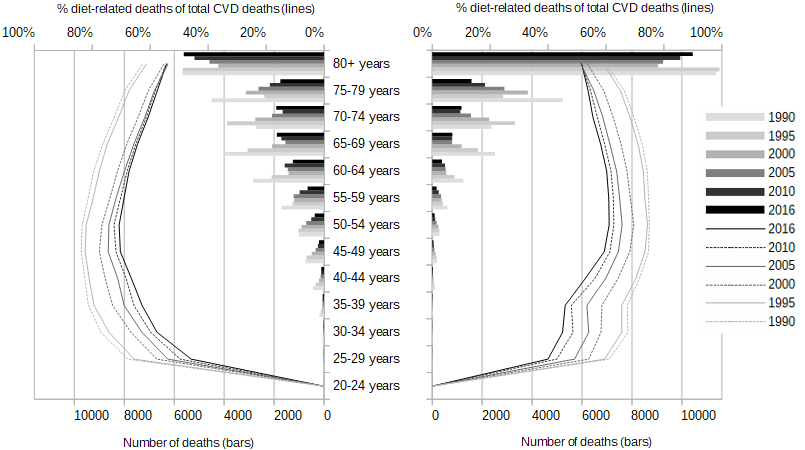 % diet-related deaths of total CVD deaths (lines)
% diet-related deaths of total CVD deaths (lines)
100% 80% 60% 40% 20% 0%
0% 20% 40% 60% 80% 100%
80+ years
75-79 years
70-74 years
65-69 years
60-64 years
55-59 years
50-54 years
45-49 years
40-44 years
35-39 years
30-34 years
25-29 years
20-24 years
1990
1995
2000
2005
2010
2016
2016
2010
2005
2000
1995
1990
10000 8000 6000 4000 2000 0
0 2000 4000 6000 8000 10000
Number of deaths (bars)
Number of deaths (bars)